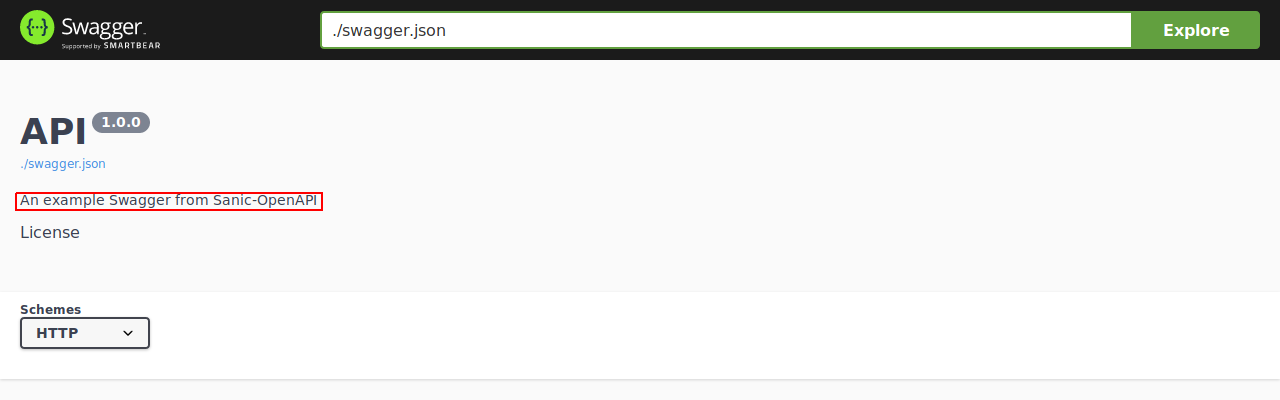 Swagger
Supported by SMARTBEAR
./swagger.json
Explore
API 1.0.0
./swagger.json
An example Swagger from Sanic-OpenAPI
License
Schemes
HTTP